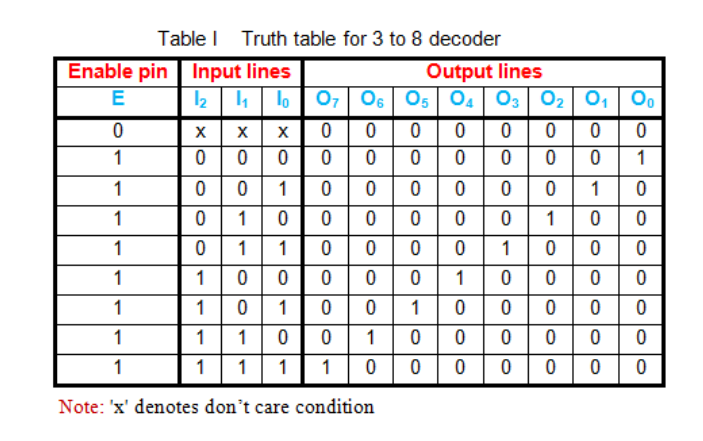 Table I Truth table for 3 to 8 decoder
Enable pin Input lines Output lines
E I₂ I₁ I₀ O₇ O₆ O₅ O₄ O₃ O₂ O₁ O₀
0 x x x 0 0 0 0 0 0 0 0
1 0 0 0 0 0 0 0 0 0 0 1
1 0 0 1 0 0 0 0 0 0 1 0
1 0 1 0 0 0 0 0 0 1 0 0
1 0 1 1 0 0 0 0 1 0 0 0
1 1 0 0 0 0 0 1 0 0 0 0
1 1 0 1 0 0 1 0 0 0 0 0
1 1 1 0 0 1 0 0 0 0 0 0
1 1 1 1 1 0 0 0 0 0 0 0
Note: 'x' denotes don’t care condition